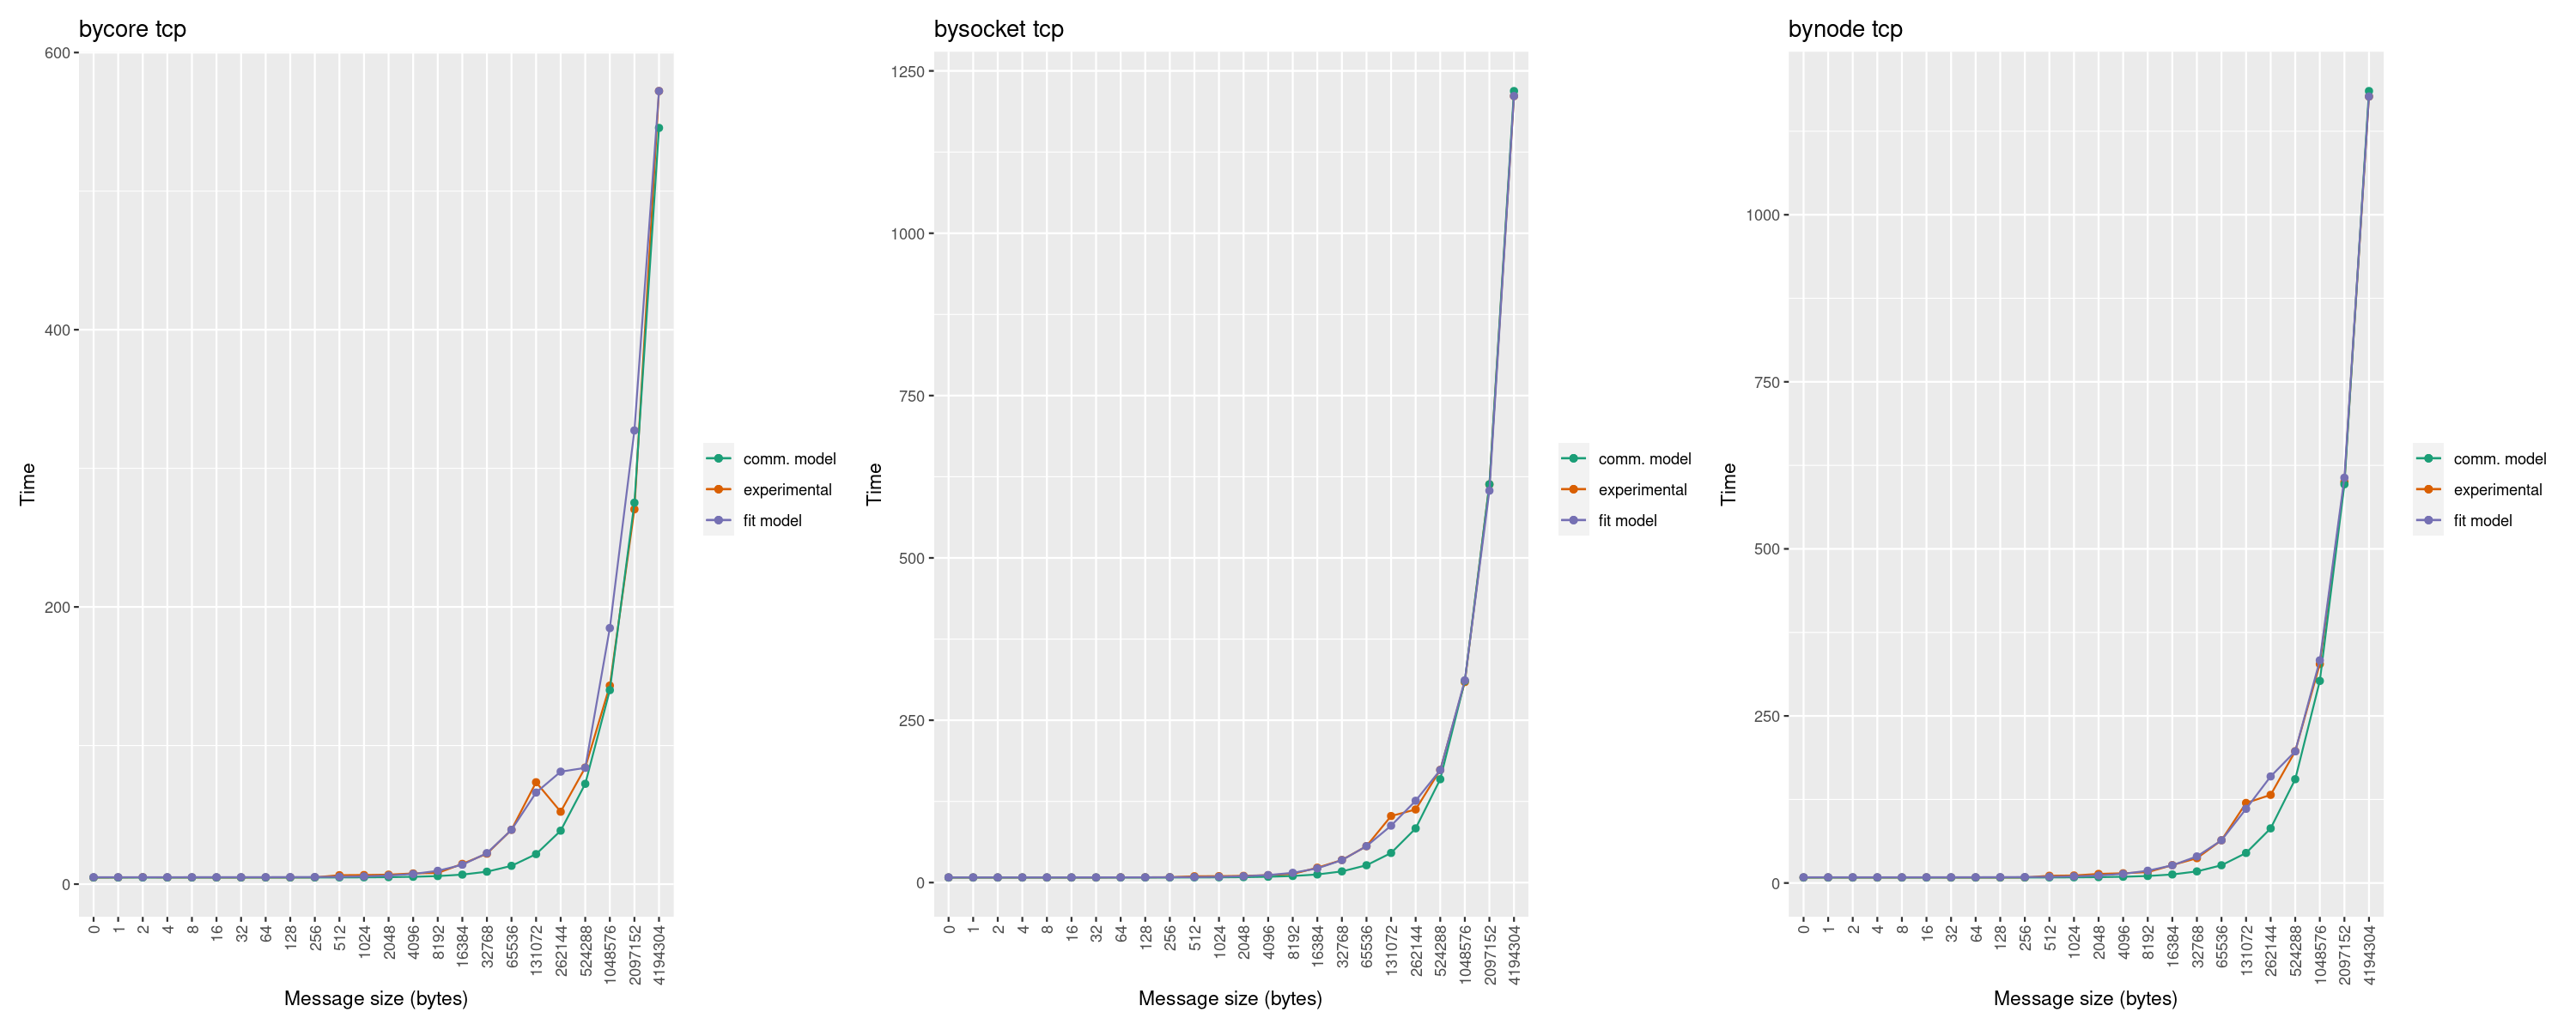 bycore tcp
600
400
200
0
Time
0 1 2 4 8 16 32 64 128 256 512 1024 2048 4096 8192 16384 32768 65536 131072 262144 524288 1048576 2097152 4194304
Message size (bytes)
comm. model
experimental
fit model
bysocket tcp
1250
1000
750
500
250
0
Time
0 1 2 4 8 16 32 64 128 256 512 1024 2048 4096 8192 16384 32768 65536 131072 262144 524288 1048576 2097152 4194304
Message size (bytes)
comm. model
experimental
fit model
bynode tcp
1000
750
500
250
0
Time
0 1 2 4 8 16 32 64 128 256 512 1024 2048 4096 8192 16384 32768 65536 131072 262144 524288 1048576 2097152 4194304
Message size (bytes)
comm. model
experimental
fit model